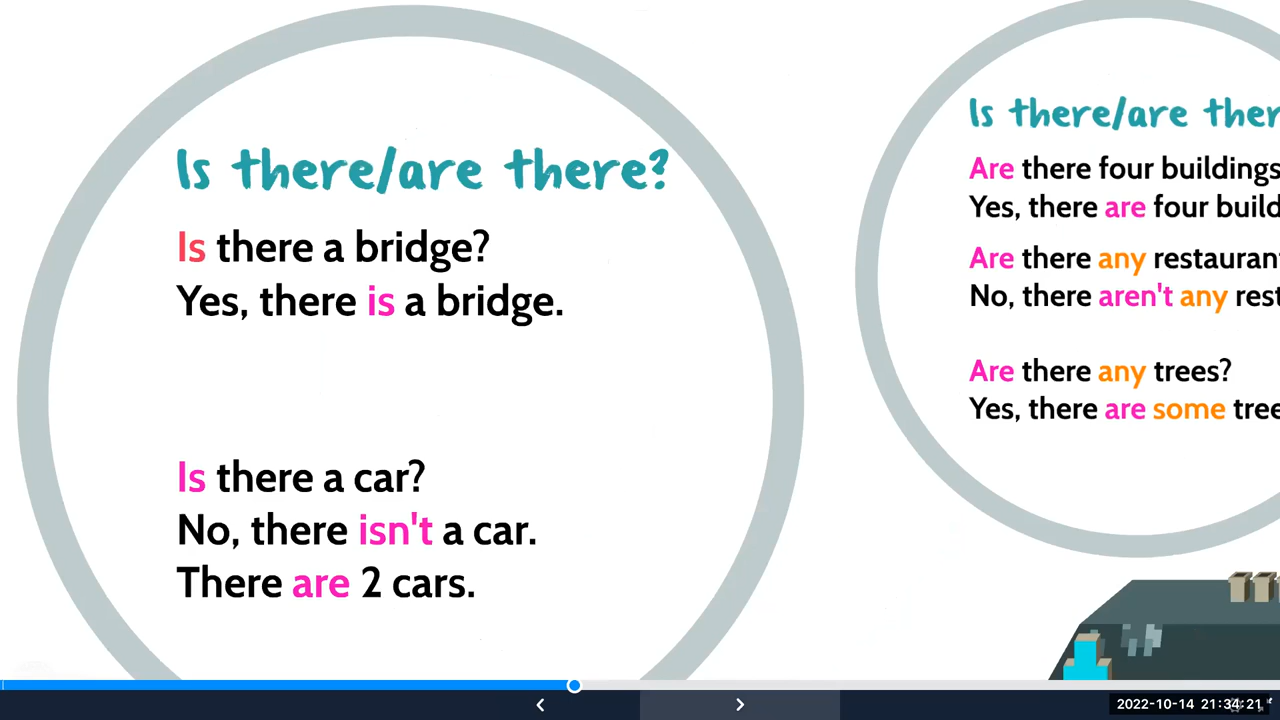 Is there/are there?
Is there a bridge?
Yes, there is a bridge.
Is there a car?
No, there isn't a car.
There are 2 cars.
Is there/are ther
Are there four buildings
Yes, there are four build
Are there any restauran
No, there aren't any rest
Are there any trees?
Yes, there are some tree
2022-10-14 21:34:21